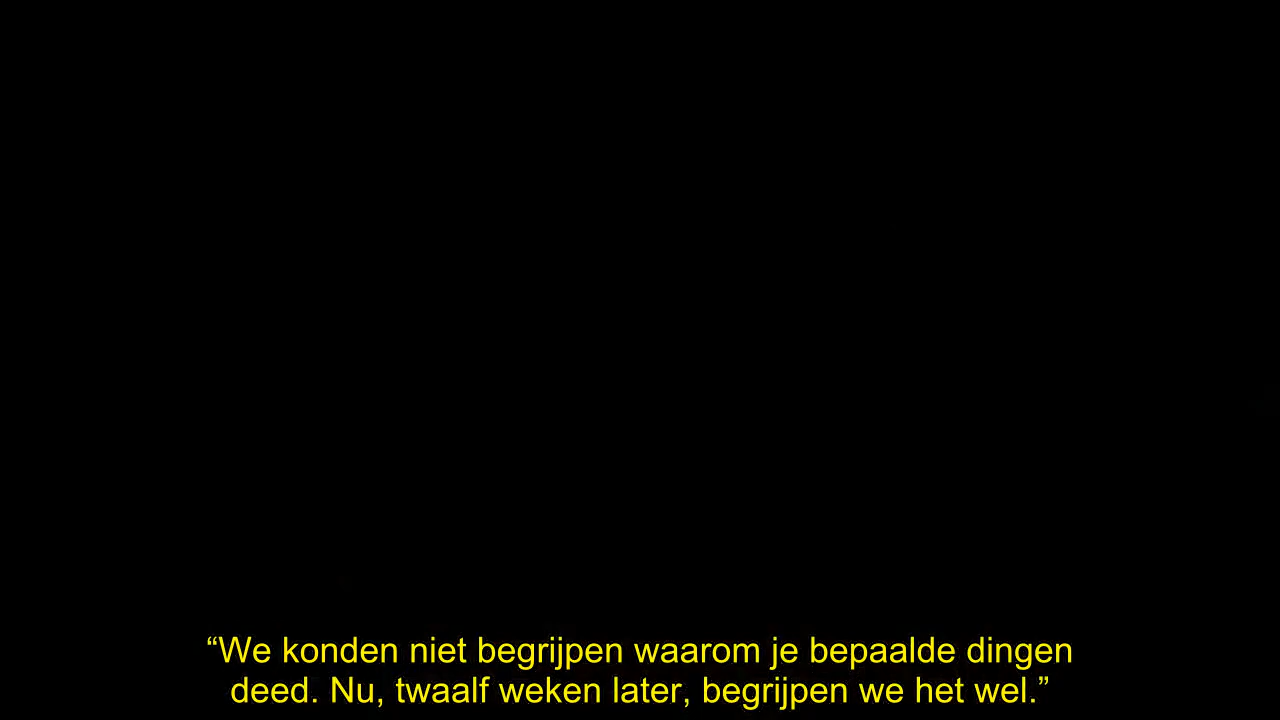 “We konden niet begrijpen waarom je bepaalde dingen
deed. Nu, twaalf weken later, begrijpen we het wel.”